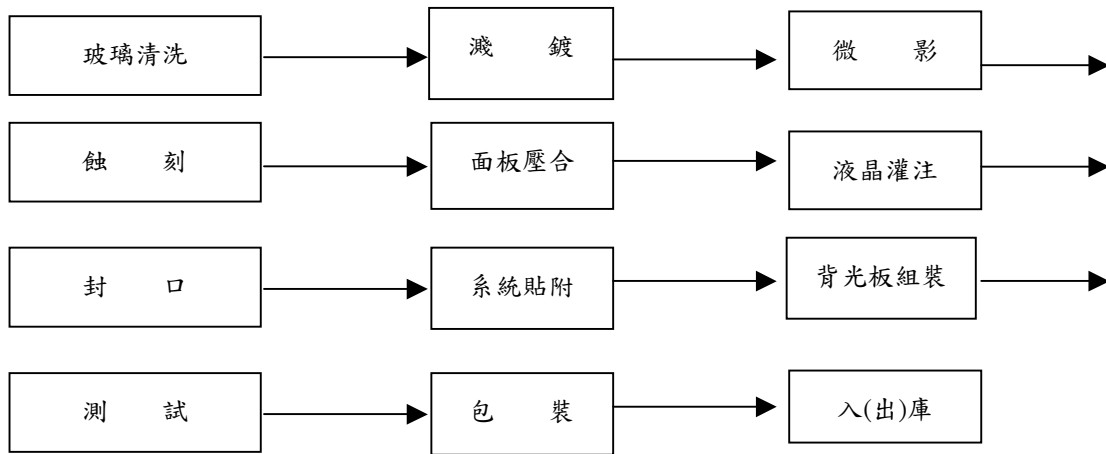 玻璃清洗 濺鍍 微影
蝕刻 面板壓合 液晶灌注
封口 系統貼附 背光板組裝
測試 包裝 入(出)庫